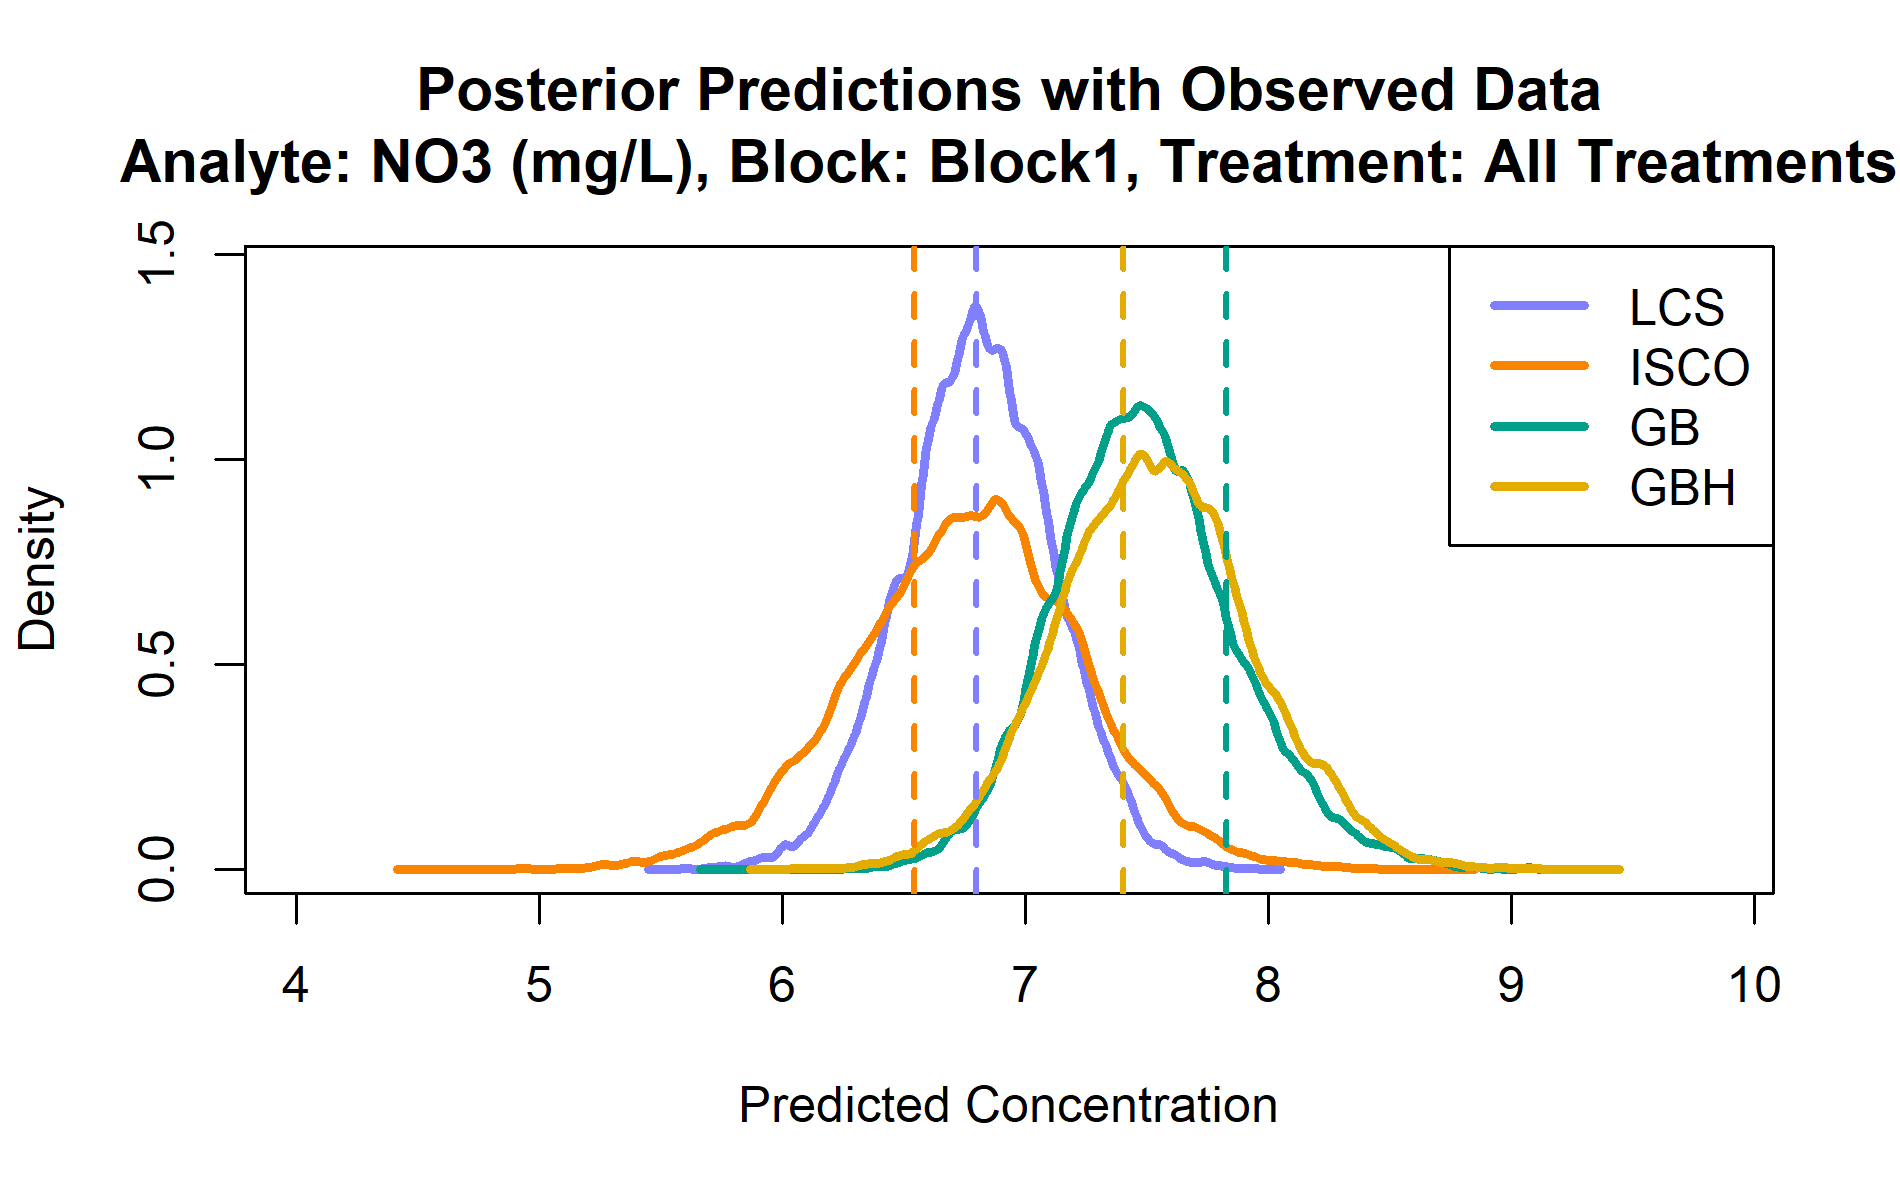 Posterior Predictions with Observed Data
Analyte: NO3 (mg/L), Block: Block1, Treatment: All Treatments
1.5
1.0
0.5
0.0
Density
LCS
ISCO
GB
GBH
4 5 6 7 8 9 10
Predicted Concentration